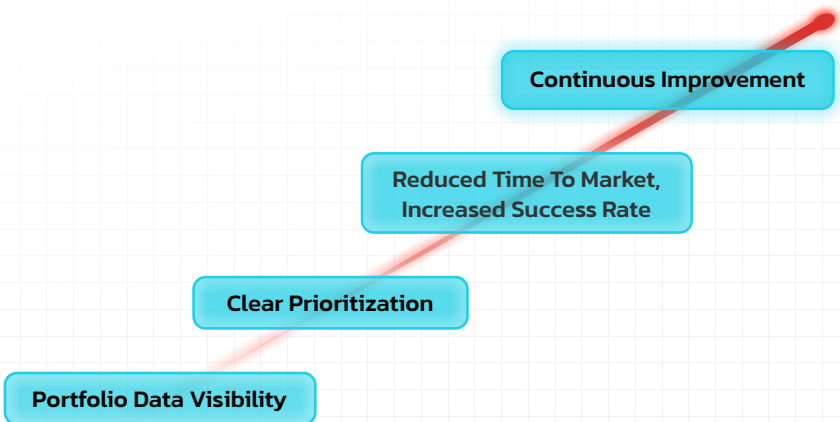 Continuous Improvement
Reduced Time To Market,
Increased Success Rate
Clear Prioritization
Portfolio Data Visibility